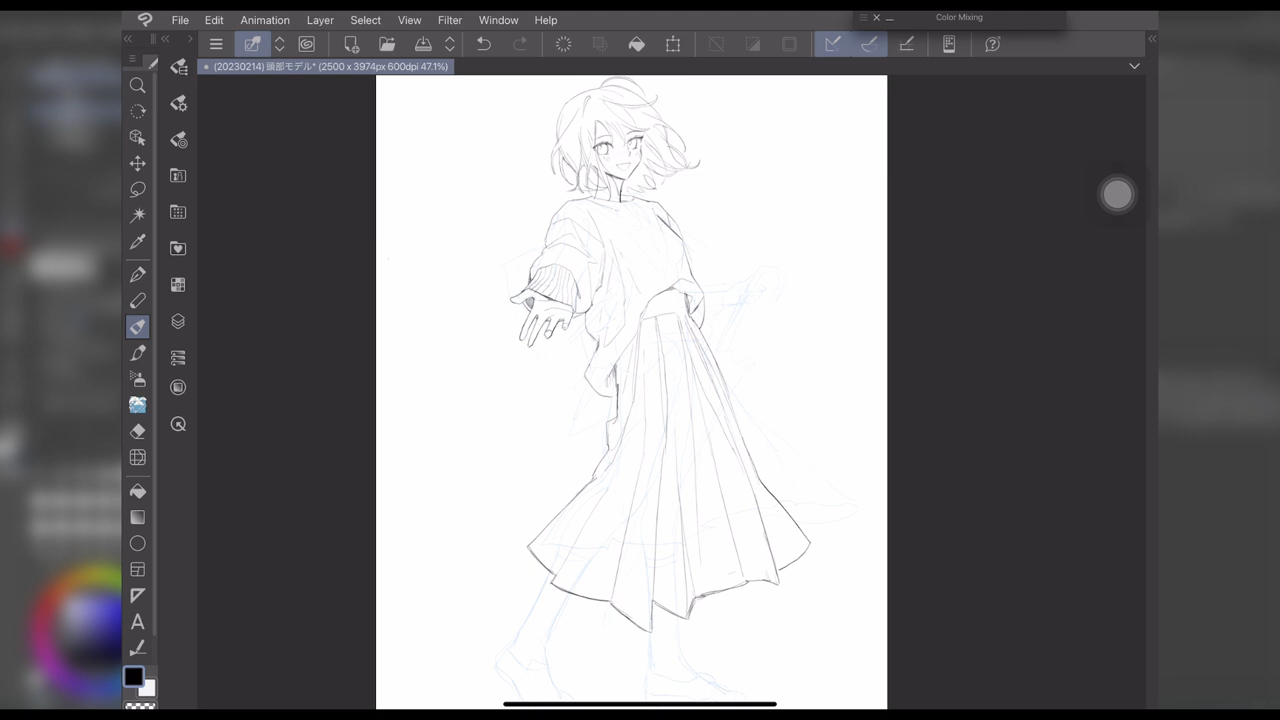 File Edit Animation Layer Select View Filter Window Help
Color Mixing
(20230214) 頭部モデル* (2500 x 3974px 600dpi 47.1%)